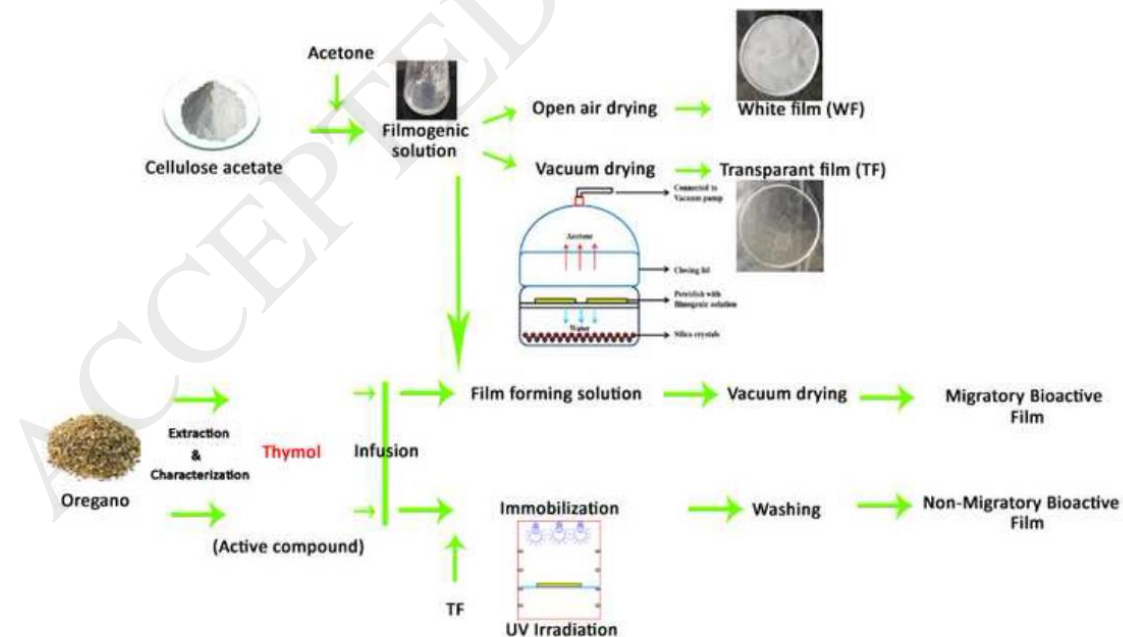 ACCEPTED
Acetone
Cellulose acetate
Filmogenic
solution
Open air drying
White film (WF)
Vacuum drying
Transparant film (TF)
Connected to
Vacuum pump
Acetone
Closing lid
Petridish with
filmogenic solution
Water
Silica crystals
Oregano
Extraction
&
Characterization
Thymol
(Active compound)
Infusion
Film forming solution
Vacuum drying
Migratory Bioactive
Film
Immobilization
Washing
Non-Migratory Bioactive
Film
TF
UV Irradiation